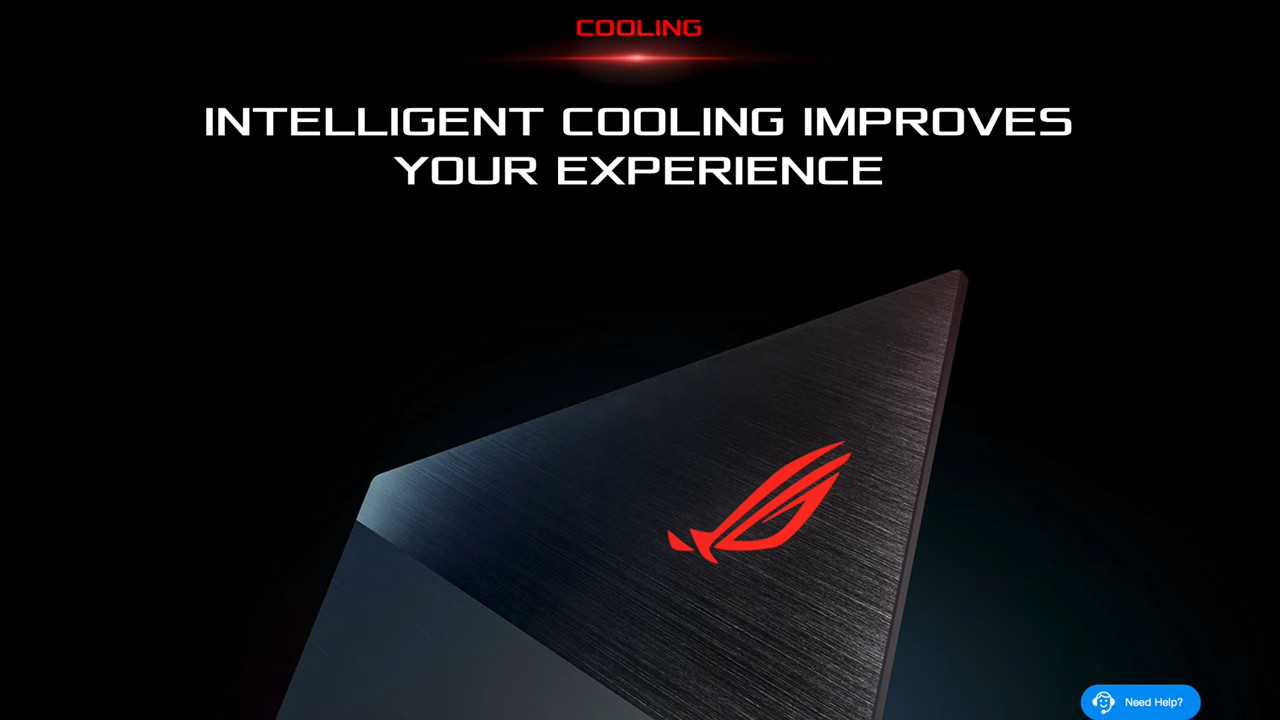 COOLING
INTELLIGENT COOLING IMPROVES
YOUR EXPERIENCE
Need Help?